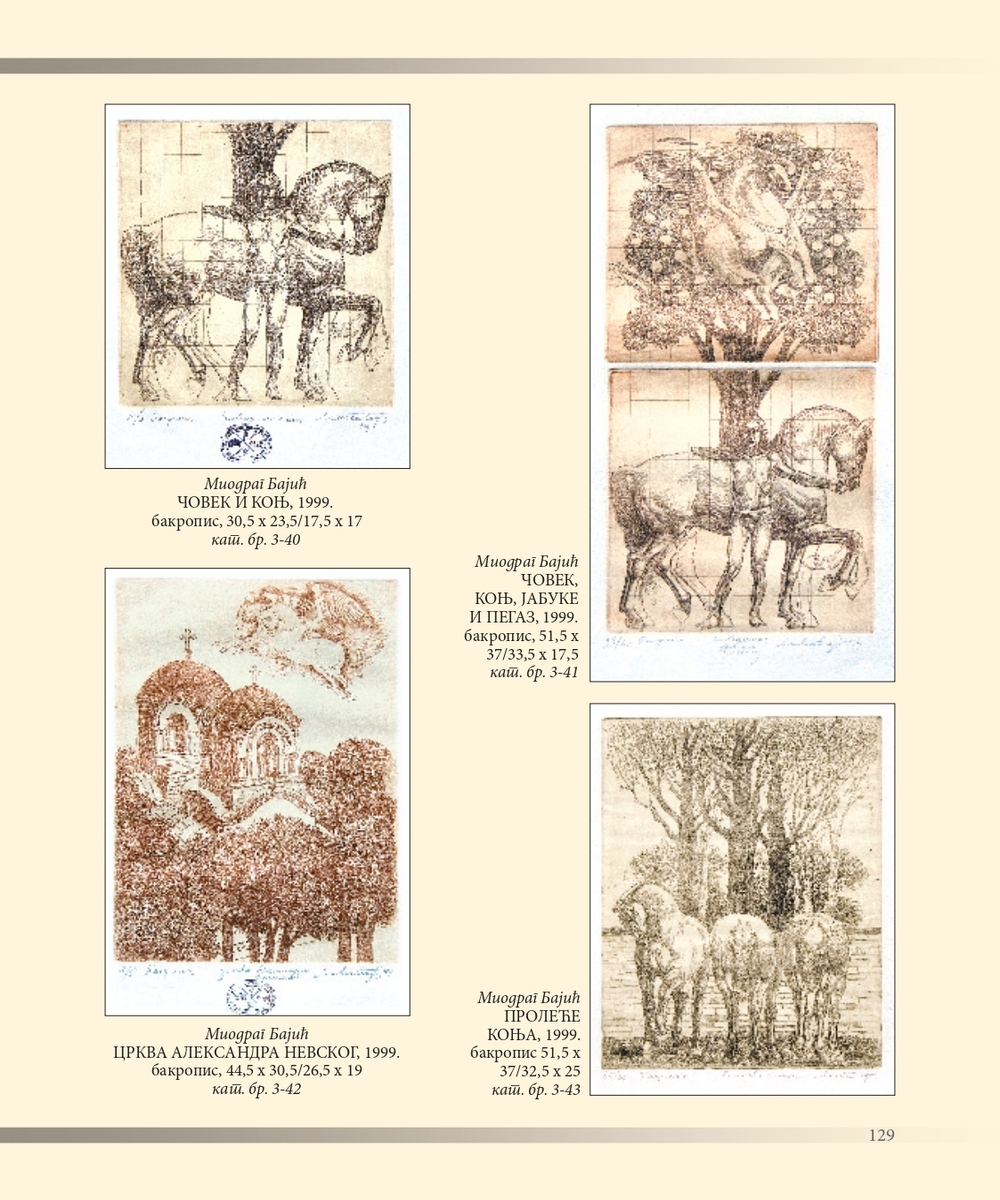 Миодраг Бајић
ЧОВЕК И КОЊ, 1999.
бакропис, 30,5 x 23,5/17,5 x 17
кат. бр. 3-40
Миодраг Бајић
ЧОВЕК,
КОЊ, ЈАБУКЕ
И ПЕГАЗ, 1999.
бакропис, 51,5 x
37/33,5 x 17,5
кат. бр. 3-41
Миодраг Бајић
ЦРКВА АЛЕКСАНДРА НЕВСКОГ, 1999.
бакропис, 44,5 x 30,5/26,5 x 19
кат. бр. 3-42
Миодраг Бајић
ПРОЛЕЋЕ
КОЊА, 1999.
бакропис 51,5 x
37/32,5 x 25
кат. бр. 3-43
129